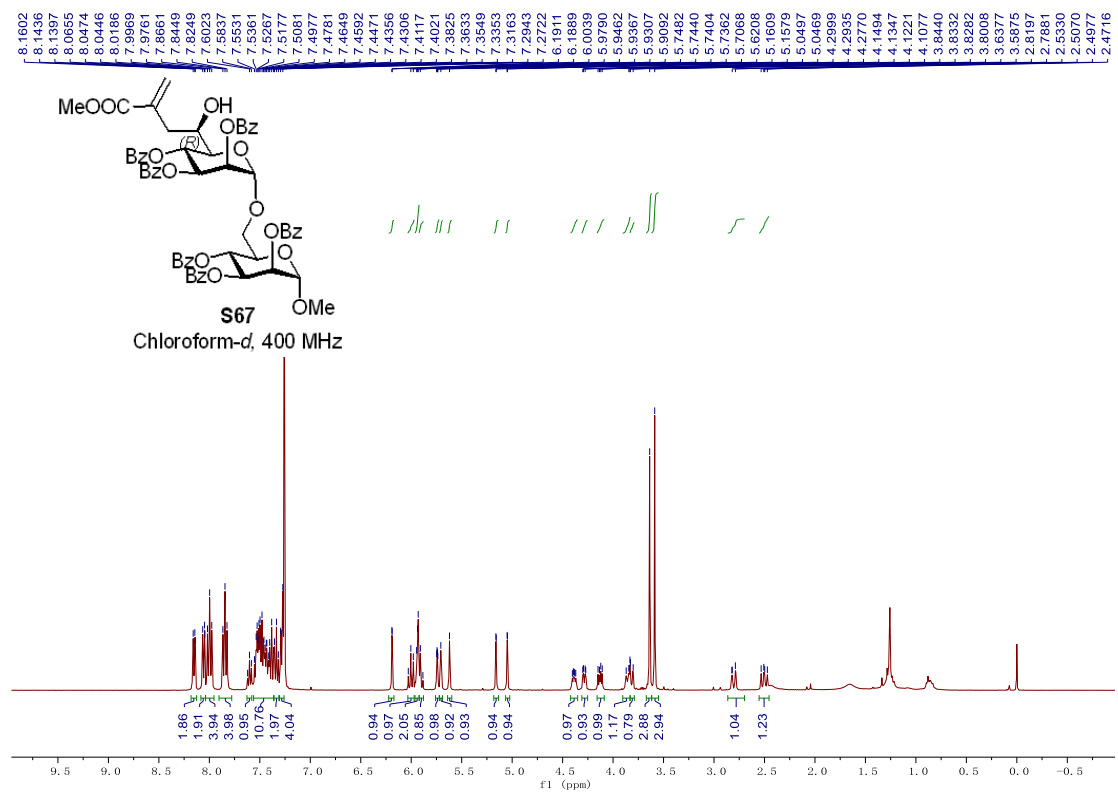 8.1602 8.1436 8.1397 8.0655 8.0474 8.0446 8.0186 7.9969 7.9761 7.8661 7.8449 7.8249 7.6023 7.5837 7.5531 7.5361 7.5267 7.5177 7.5081 7.4977 7.4781 7.4649 7.4592 7.4471 7.4356 7.4306 7.4117 7.4021 7.3825 7.3633 7.3549 7.3353 7.3163 7.2943 7.2722 6.1911 6.1889 6.0039 5.9790 5.9462 5.9367 5.9307 5.9092 5.7482 5.7440 5.7404 5.7362 5.7068 5.6208 5.1609 5.1579 5.0497 5.0469 4.2999 4.2935 4.2770 4.1494 4.1347 4.1221 4.1077 3.8440 3.8332 3.8282 3.8008 3.6377 3.5875 2.8197 2.7881 2.5330 2.5070 2.4977 2.4716
MeOOC
OH
OBz
(R)
O
BzO
BzO
O
OBz
O
BzO
BzO
OMe
S67
Chloroform-d, 400 MHz
1.86 1.91 3.94 3.98 0.95 10.76 1.97 4.04 0.94 0.97 2.05 0.85 0.98 0.92 0.93 0.94 0.94 0.97 0.93 0.99 1.17 0.79 2.88 2.94 1.04 1.23
9.5 9.0 8.5 8.0 7.5 7.0 6.5 6.0 5.5 5.0 4.5 4.0 3.5 3.0 2.5 2.0 1.5 1.0 0.5 0.0 -0.5
f1 (ppm)